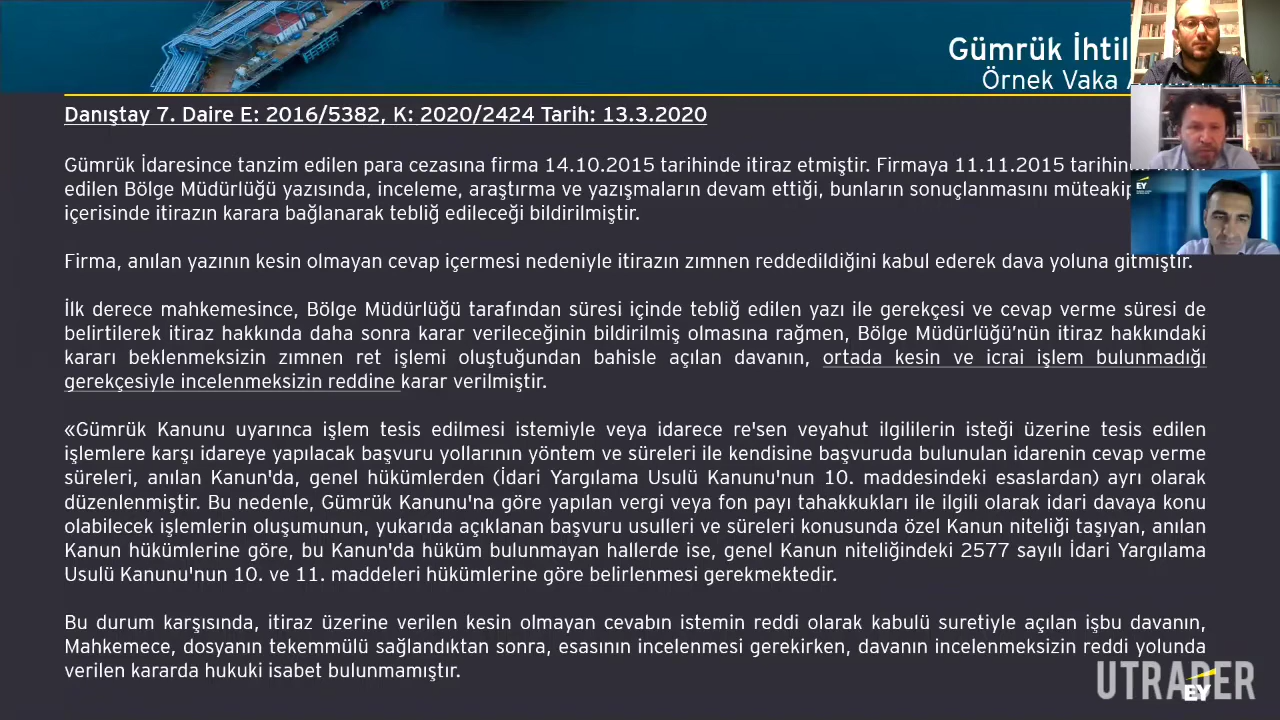 Gümrük İhtil
Örnek Vaka A
Danıştay 7. Daire E: 2016/5382, K: 2020/2424 Tarih: 13.3.2020
Gümrük İdaresince tanzim edilen para cezasına firma 14.10.2015 tarihinde itiraz etmiştir. Firmaya 11.11.2015
edilen Bölge Müdürlüğü yazısında, inceleme, araştırma ve yazışmaların devam ettiği, bunların sonuçlanmasını müteakip
içerisinde itirazın karara bağlanarak tebliğ edileceği bildirilmiştir.
Firma, anılan yazının kesin olmayan cevap içermesi nedeniyle itirazın zımnen reddedildiğini kabul ederek dava yoluna gitmiştir.
İlk derece mahkemesince, Bölge Müdürlüğü tarafından süresi içinde tebliğ edilen yazı ile gerekçesi ve cevap verme süresi de
belirtilerek itiraz hakkında daha sonra karar verileceğinin bildirilmiş olmasına rağmen, Bölge Müdürlüğü’nün itiraz hakkındaki
kararı beklenmeksizin zımnen ret işlemi oluştuğundan bahisle açılan davanın, ortada kesin ve icrai işlem bulunmadığı
gerekçesiyle incelenmeksizin reddine karar verilmiştir.
«Gümrük Kanunu uyarınca işlem tesis edilmesi istemiyle veya idarece re'sen veyahut ilgililerin isteği üzerine tesis edilen
işlemlere karşı idareye yapılacak başvuru yollarının yöntem ve süreleri ile kendisine başvuruda bulunulan idarenin cevap verme
süreleri, anılan Kanun'da, genel hükümlerden (İdari Yargılama Usulü Kanunu'nun 10. maddesindeki esaslardan) ayrı olarak
düzenlenmiştir. Bu nedenle, Gümrük Kanunu'na göre yapılan vergi veya fon payı tahakkukları ile ilgili olarak idari davaya konu
olabilecek işlemlerin oluşumunun, yukarıda açıklanan başvuru usulleri ve süreleri konusunda özel Kanun niteliği taşıyan, anılan
Kanun hükümlerine göre, bu Kanun'da hüküm bulunmayan hallerde ise, genel Kanun niteliğindeki 2577 sayılı İdari Yargılama
Usulü Kanunu'nun 10. ve 11. maddeleri hükümlerine göre belirlenmesi gerekmektedir.
Bu durum karşısında, itiraz üzerine verilen kesin olmayan cevabın istemin reddi olarak kabulü suretiyle açılan işbu davanın,
Mahkemece, dosyanın tekemmülü sağlandıktan sonra, esasının incelenmesi gerekirken, davanın incelenmeksizin reddi yolunda
verilen kararda hukuki isabet bulunmamıştır.
EY
UTRADER
EY